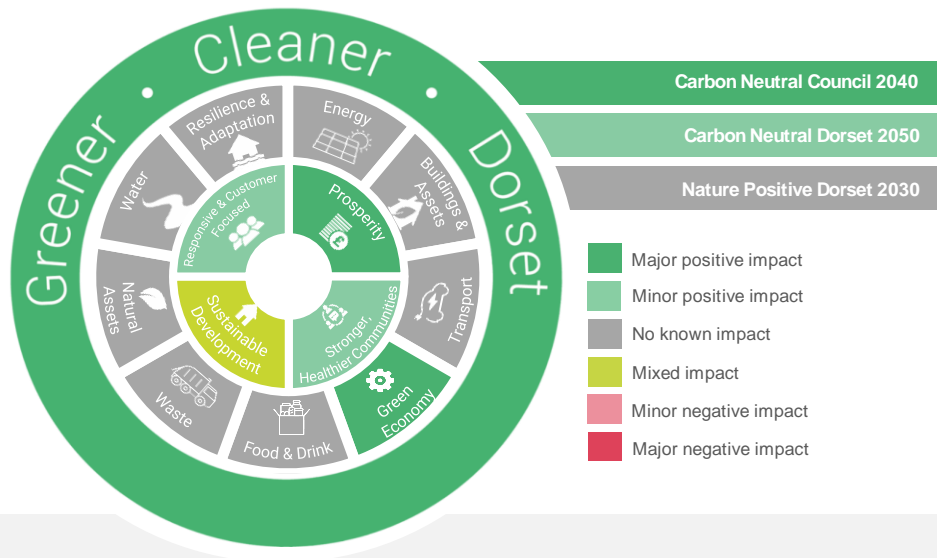 Greener • Cleaner • Dorset
Carbon Neutral Council 2040
Carbon Neutral Dorset 2050
Nature Positive Dorset 2030
Resilience &
Adaptation
Energy
Buildings &
Assets
Transport
Green
Economy
Food & Drink
Waste
Natural
Assets
Water
Responsive & Customer
Focused
Prosperity
£
Stronger,
Healthier Communities
Sustainable
Development
Major positive impact
Minor positive impact
No known impact
Mixed impact
Minor negative impact
Major negative impact